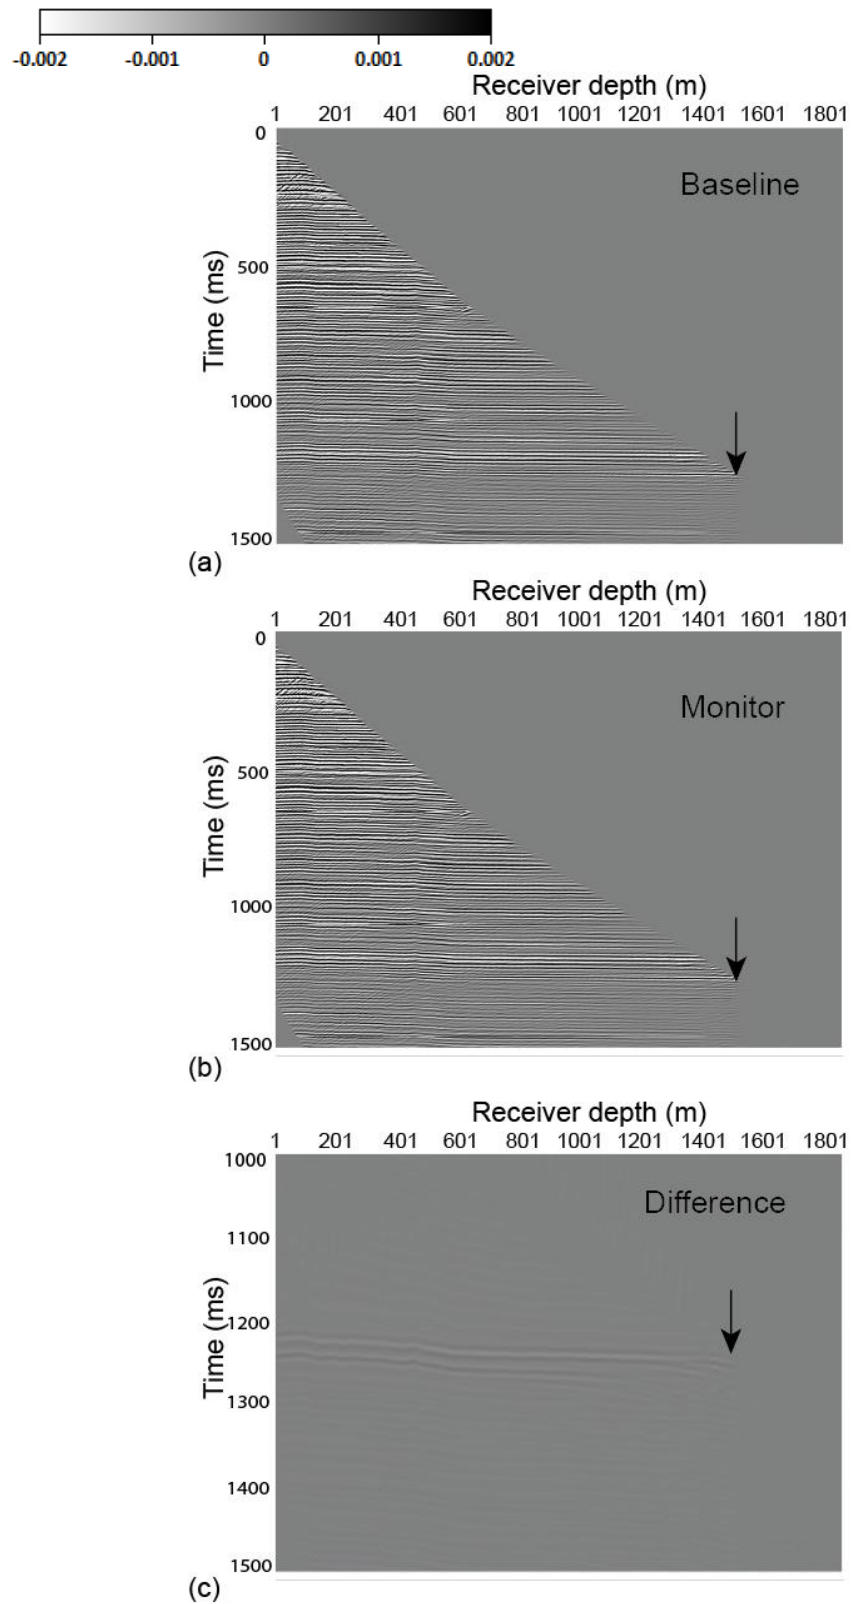 -0.002 -0.001 0 0.001 0.002
Receiver depth (m)
1 201 401 601 801 1001 1201 1401 1601 1801
0
Baseline
500
Time (ms)
1000
1500
(a)
Receiver depth (m)
1 201 401 601 801 1001 1201 1401 1601 1801
0
Monitor
500
Time (ms)
1000
1500
(b)
Receiver depth (m)
1 201 401 601 801 1001 1201 1401 1601 1801
1000
Difference
1100
1200
Time (ms)
1300
1400
1500
(c)